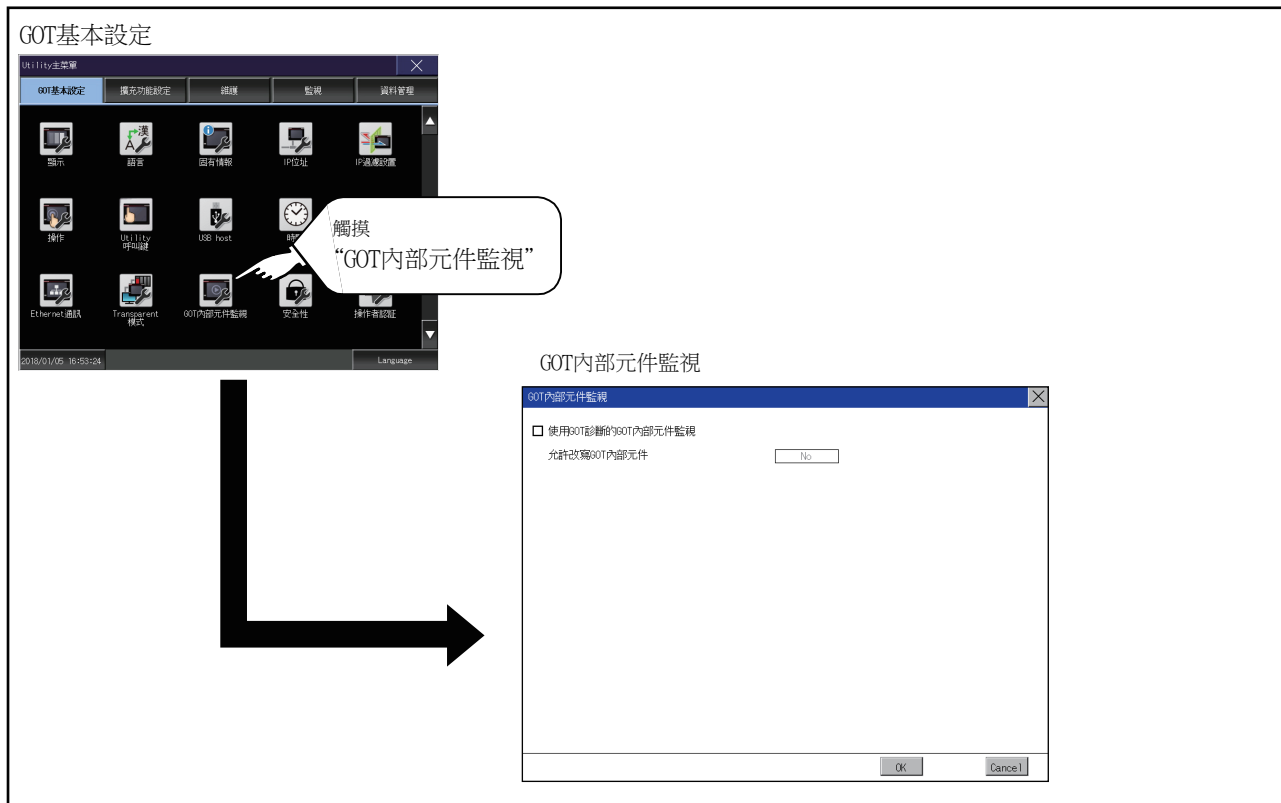 GOT基本設定
Utility主菜單
GOT基本設定 擴充功能設定 維護 監視 資料管理
顯示 語言 固有情報 IP位址 IP過濾設置
操作 Utility 呼叫鍵 USB host
觸摸
“GOT內部元件監視”
Ethernet通訊 Transparent 模式 GOT內部元件監視 安全性 操作者認証
2018/01/05 16:53:24 Language
GOT內部元件監視
GOT內部元件監視
使用GOT診斷的GOT內部元件監視
允許改寫GOT內部元件 No
OK Cancel